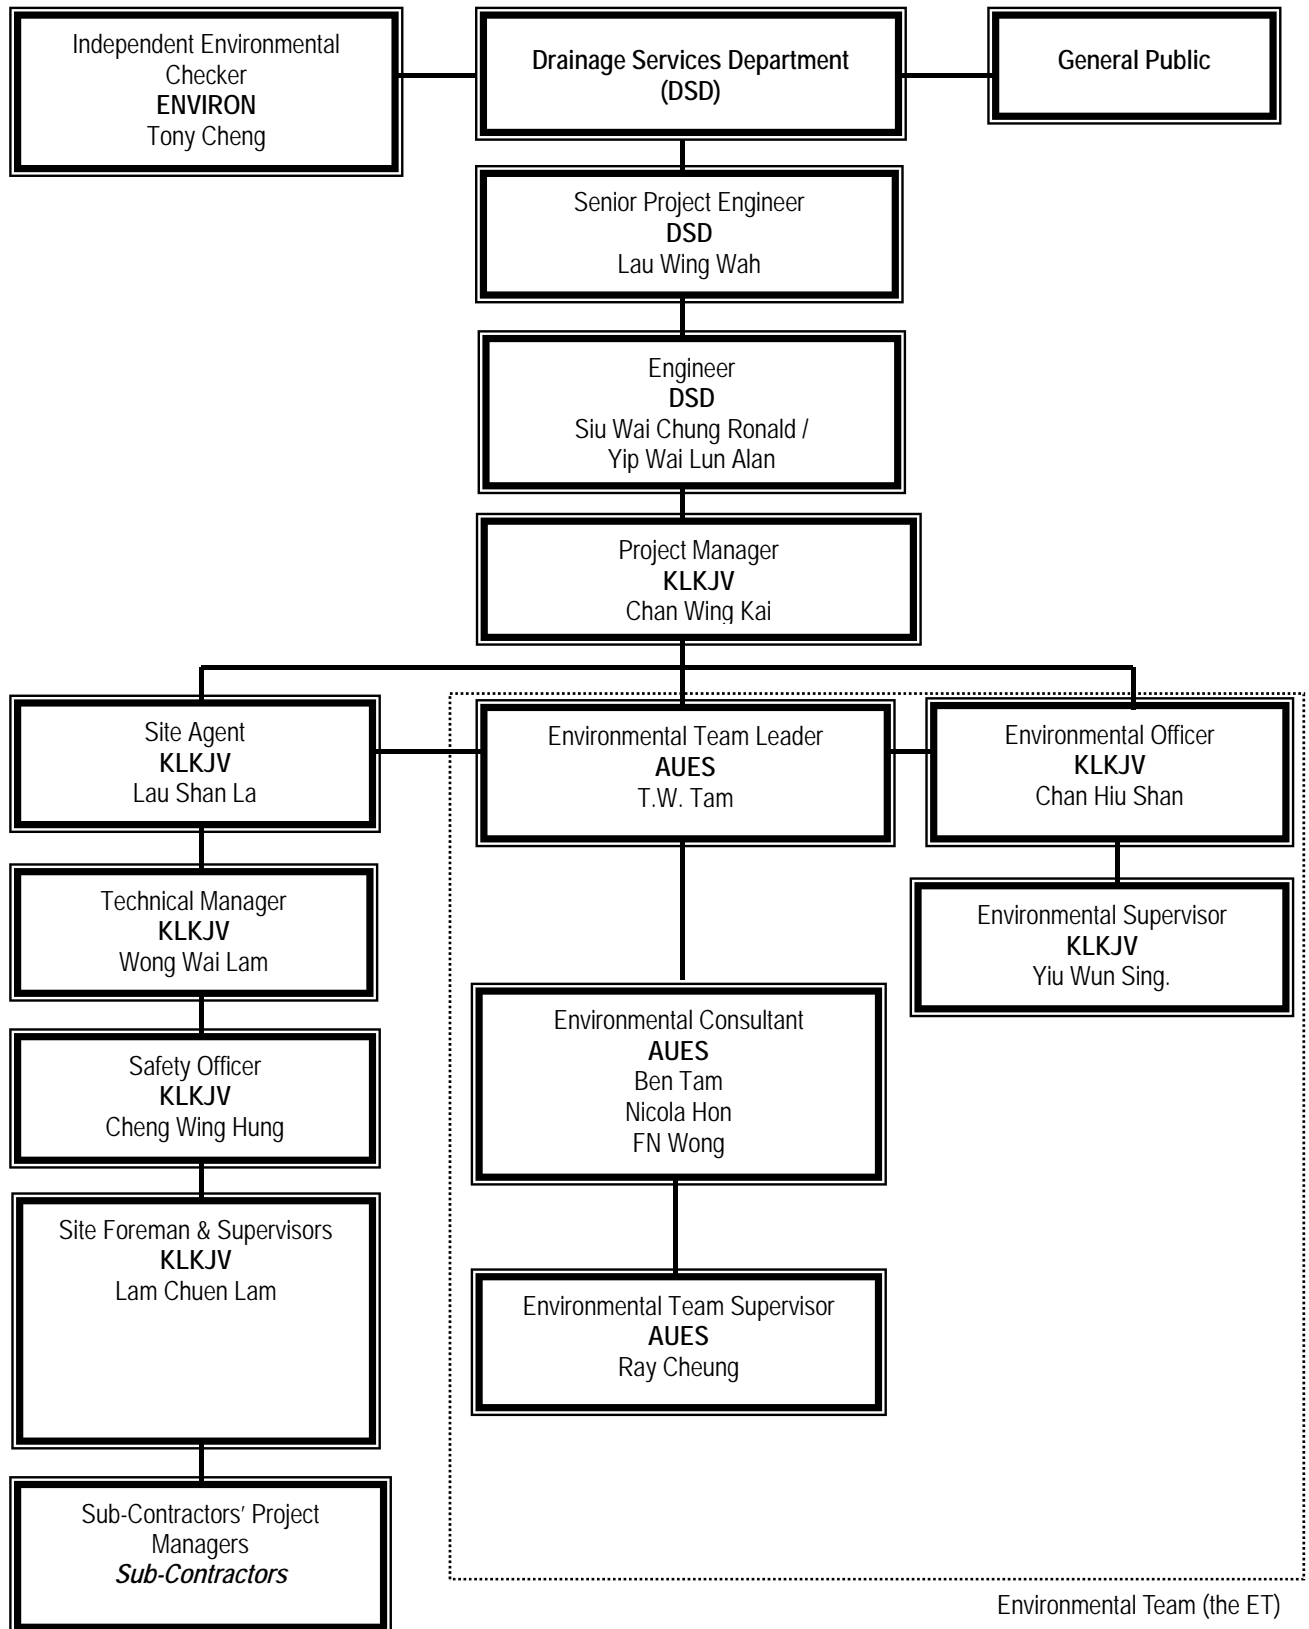 Independent Environmental
Checker
ENVIRON
Tony Cheng
Drainage Services Department
(DSD)
General Public
Senior Project Engineer
DSD
Lau Wing Wah
Engineer
DSD
Siu Wai Chung Ronald /
Yip Wai Lun Alan
Project Manager
KLKJV
Chan Wing Kai
Site Agent
KLKJV
Lau Shan La
Environmental Team Leader
AUES
T.W. Tam
Environmental Officer
KLKJV
Chan Hiu Shan
Technical Manager
KLKJV
Wong Wai Lam
Environmental Supervisor
KLKJV
Yiu Wun Sing.
Environmental Consultant
AUES
Ben Tam
Nicola Hon
FN Wong
Safety Officer
KLKJV
Cheng Wing Hung
Site Foreman & Supervisors
KLKJV
Lam Chuen Lam
Environmental Team Supervisor
AUES
Ray Cheung
Sub-Contractors’ Project
Managers
Sub-Contractors
Environmental Team (the ET)